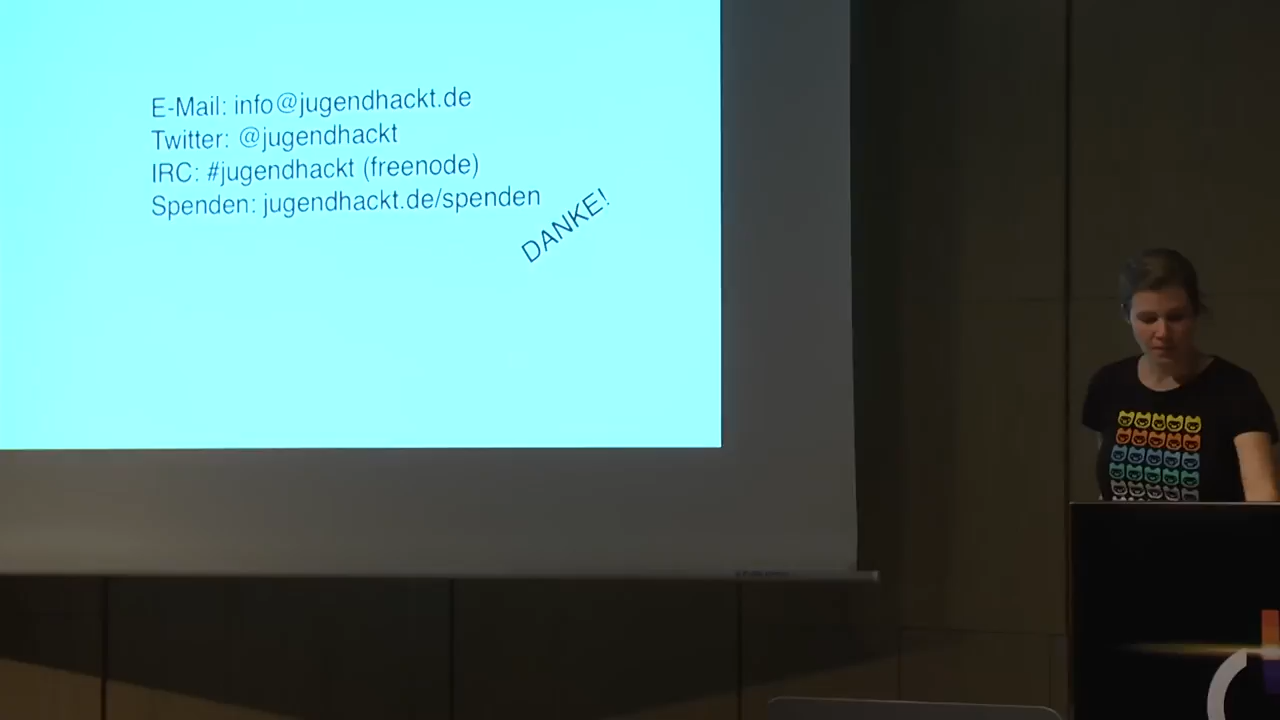 E-Mail: info@jugendhackt.de
Twitter: @jugendhackt
IRC: #jugendhackt (freenode)
Spenden: jugendhackt.de/spenden
DANKE!